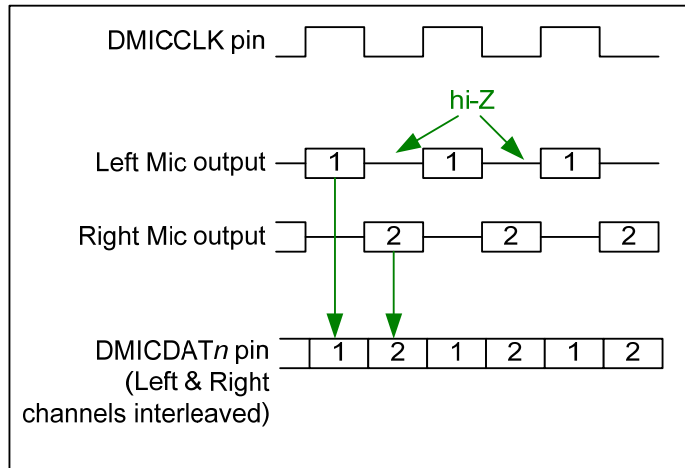 DMICCLK pin
hi-Z
Left Mic output
1 1 1
Right Mic output
2 2 2
DMICDATn pin
1 2 1 2 1 2
(Left & Right
channels interleaved)